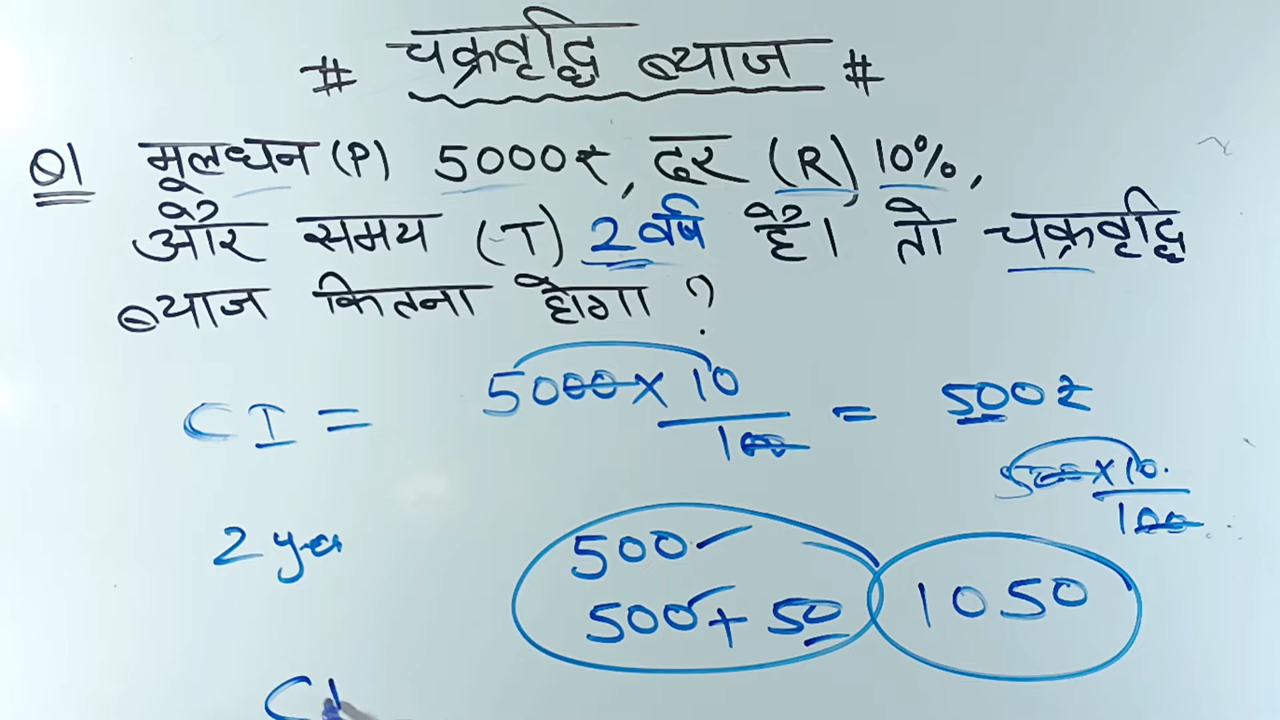 # चक्रवृद्धि ब्याज #
Q1 मूलधन (P) 5000₹, दर (R) 10%,
और समय (T) 2 वर्ष है। तो चक्रवृद्धि
ब्याज कितना होगा ?
CI = 5000 × 10 / 100 = 500₹
500 × 10 / 100
2 year
500
500 + 50
1050
CI